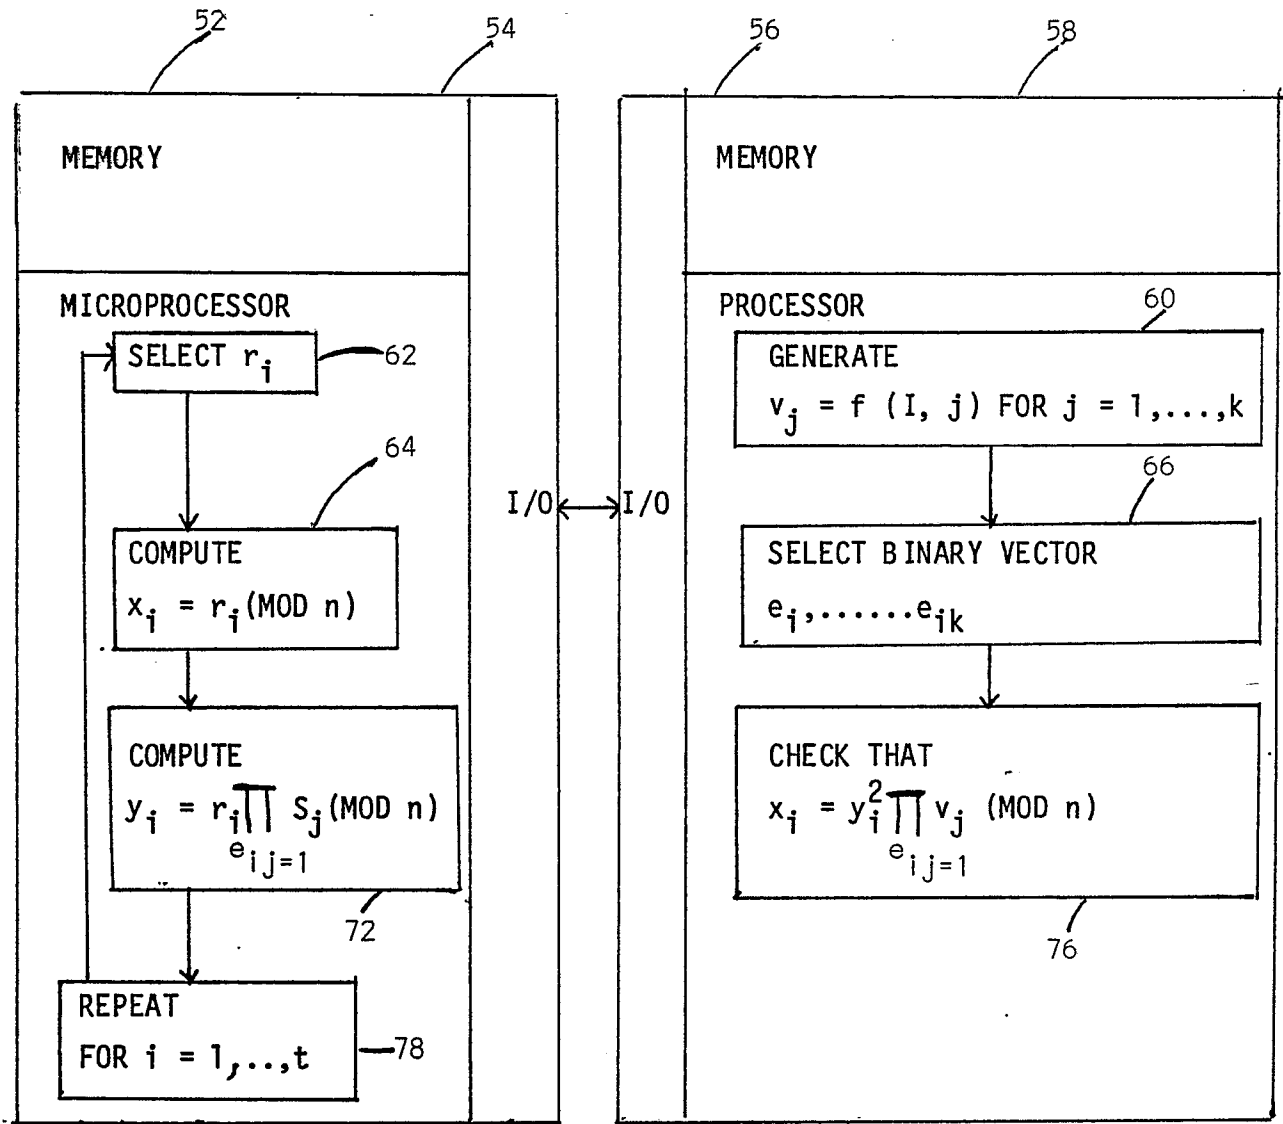 52
54
56
58
MEMORY
MICROPROCESSOR
SELECT r_i
62
64
COMPUTE
x_i = r_i (MOD n)
COMPUTE
y_i = r_i ∏ S_j (MOD n)
e_ij=1
72
REPEAT
FOR i = 1,..,t
78
I/O
I/O
MEMORY
PROCESSOR
60
GENERATE
v_j = f (I, j) FOR j = 1,...,k
66
SELECT BINARY VECTOR
e_i,......e_ik
CHECK THAT
x_i = y_i^2 ∏ v_j (MOD n)
e_ij=1
76